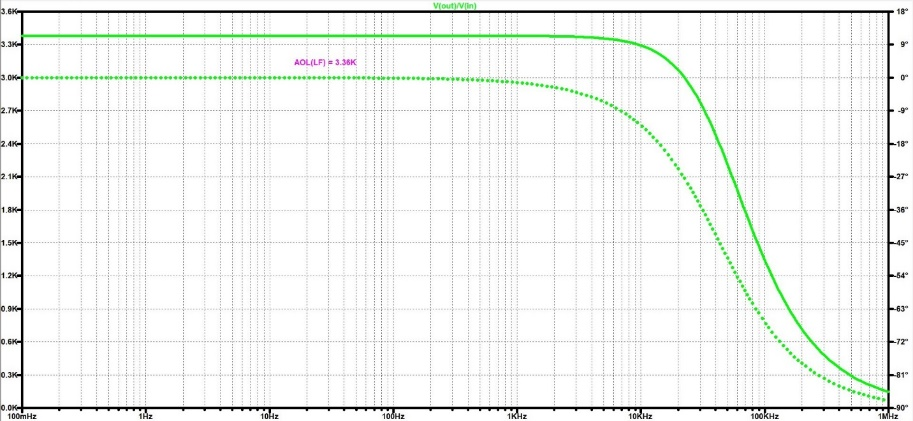 V(out)/V(in)
3.6K 18°
3.3K 9°
AOL(LF) = 3.36K
3.0K 0°
2.7K -9°
2.4K -18°
2.1K -27°
1.8K -36°
1.5K -45°
1.2K -54°
0.9K -63°
0.6K -72°
0.3K -81°
0.0K -90°
100mHz 1Hz 10Hz 100Hz 1KHz 10KHz 100KHz 1MHz